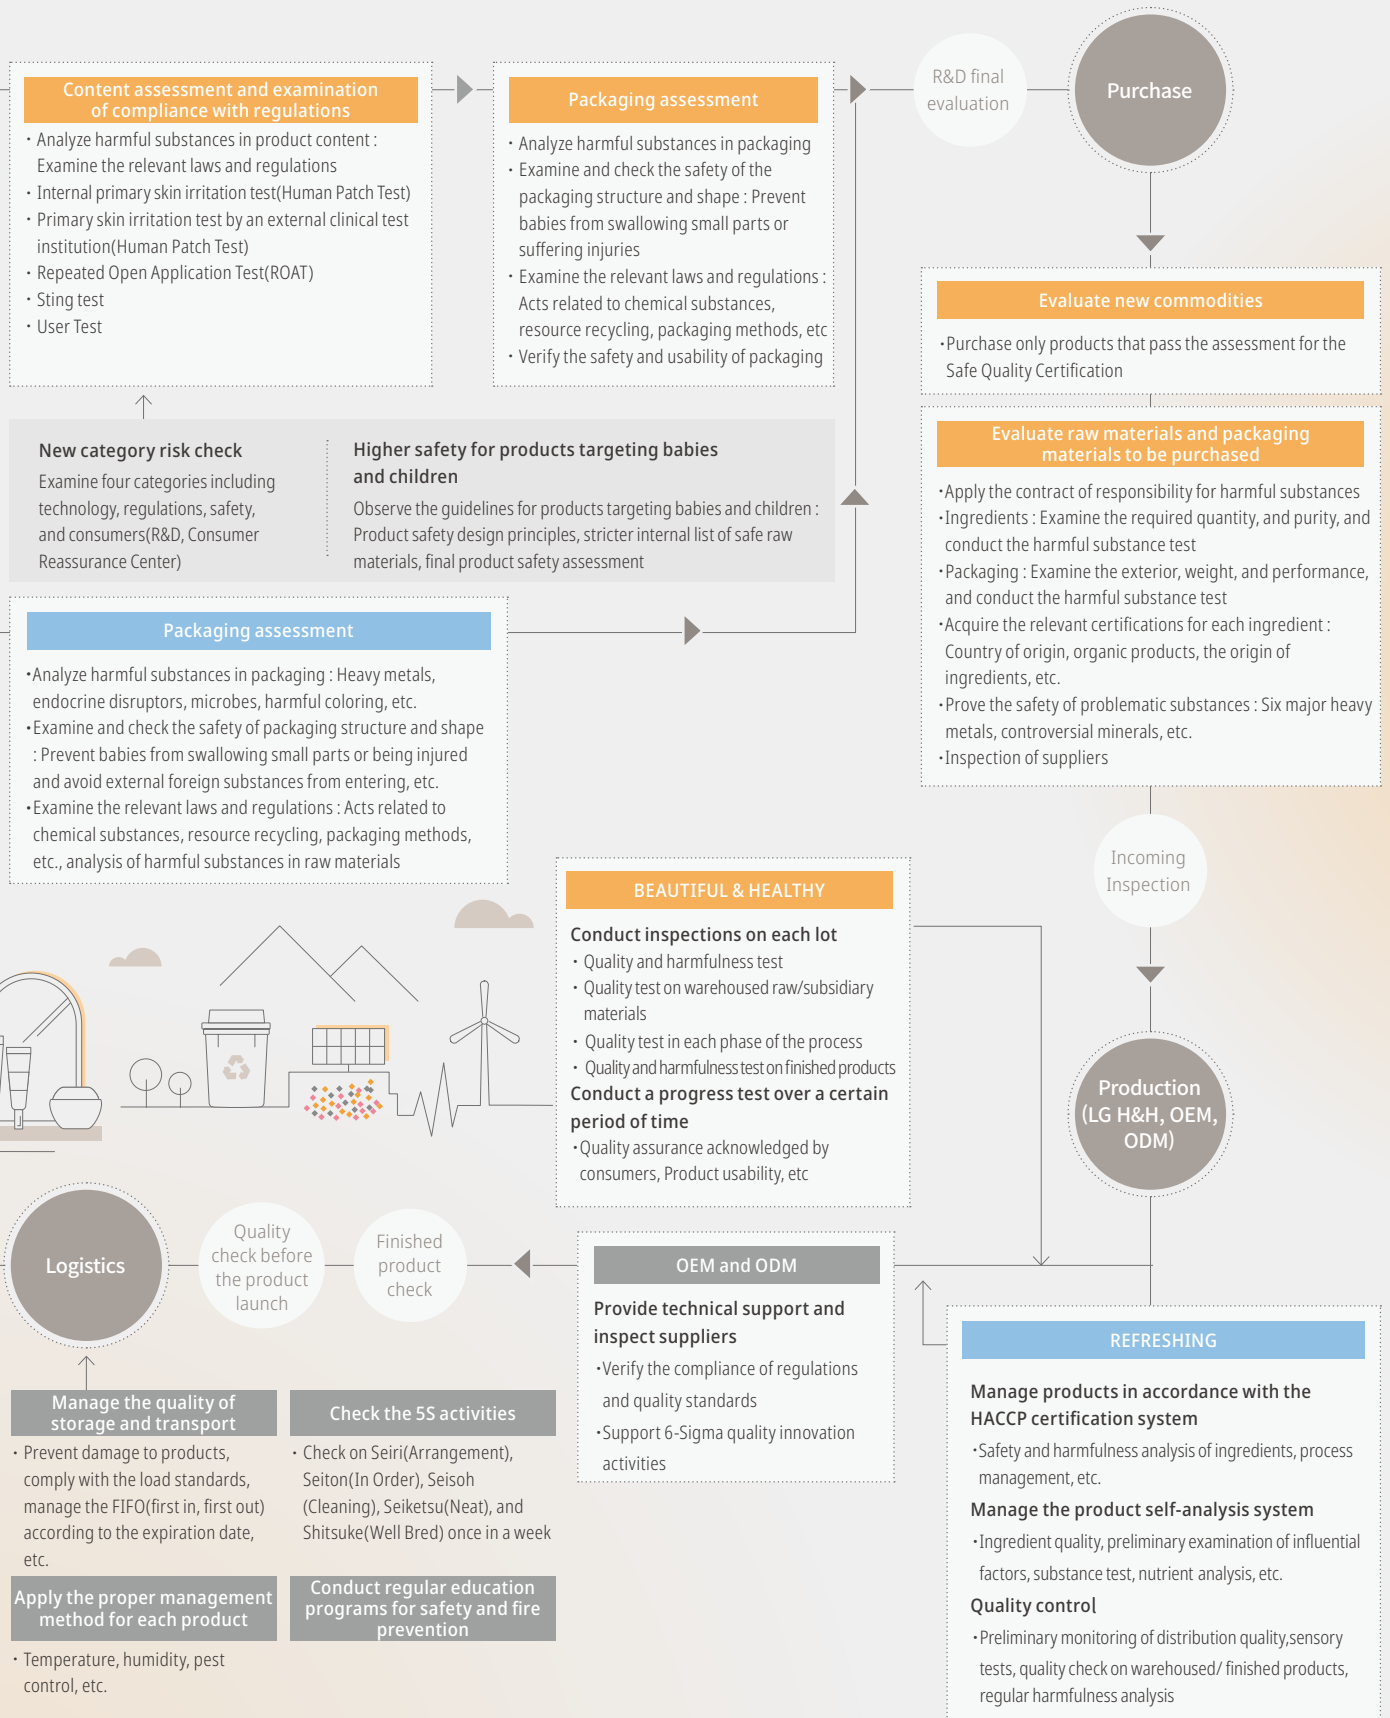 Content assessment and examination
of compliance with regulations
・Analyze harmful substances in product content :
Examine the relevant laws and regulations
・Internal primary skin irritation test(Human Patch Test)
・Primary skin irritation test by an external clinical test
institution(Human Patch Test)
・Repeated Open Application Test(ROAT)
・Sting test
・User Test
Packaging assessment
・Analyze harmful substances in packaging
・Examine and check the safety of the
packaging structure and shape : Prevent
babies from swallowing small parts or
suffering injuries
・Examine the relevant laws and regulations :
Acts related to chemical substances,
resource recycling, packaging methods, etc
・Verify the safety and usability of packaging
R&D final
evaluation
Purchase
Evaluate new commodities
・Purchase only products that pass the assessment for the
Safe Quality Certification
Evaluate raw materials and packaging
materials to be purchased
・Apply the contract of responsibility for harmful substances
・Ingredients : Examine the required quantity, and purity, and
conduct the harmful substance test
・Packaging : Examine the exterior, weight, and performance,
and conduct the harmful substance test
・Acquire the relevant certifications for each ingredient :
Country of origin, organic products, the origin of
ingredients, etc.
・Prove the safety of problematic substances : Six major heavy
metals, controversial minerals, etc.
・Inspection of suppliers
New category risk check
Examine four categories including
technology, regulations, safety,
and consumers(R&D, Consumer
Reassurance Center)
Higher safety for products targeting babies
and children
Observe the guidelines for products targeting babies and children :
Product safety design principles, stricter internal list of safe raw
materials, final product safety assessment
Packaging assessment
・Analyze harmful substances in packaging : Heavy metals,
endocrine disruptors, microbes, harmful coloring, etc.
・Examine and check the safety of packaging structure and shape
: Prevent babies from swallowing small parts or being injured
and avoid external foreign substances from entering, etc.
・Examine the relevant laws and regulations : Acts related to
chemical substances, resource recycling, packaging methods,
etc., analysis of harmful substances in raw materials
Incoming
Inspection
Production
(LG H&H, OEM,
ODM)
BEAUTIFUL & HEALTHY
Conduct inspections on each lot
・Quality and harmfulness test
・Quality test on warehoused raw/subsidiary
materials
・Quality test in each phase of the process
・Quality and harmfulness test on finished products
Conduct a progress test over a certain
period of time
・Quality assurance acknowledged by
consumers, Product usability, etc
REFRESHING
Manage products in accordance with the
HACCP certification system
・Safety and harmfulness analysis of ingredients, process
management, etc.
Manage the product self-analysis system
・Ingredient quality, preliminary examination of influential
factors, substance test, nutrient analysis, etc.
Quality control
・Preliminary monitoring of distribution quality,sensory
tests, quality check on warehoused/ finished products,
regular harmfulness analysis
OEM and ODM
Provide technical support and
inspect suppliers
・Verify the compliance of regulations
and quality standards
・Support 6-Sigma quality innovation
activities
Finished
product
check
Quality
check before
the product
launch
Logistics
Manage the quality of
storage and transport
・Prevent damage to products,
comply with the load standards,
manage the FIFO(first in, first out)
according to the expiration date,
etc.
Check the 5S activities
・Check on Seiri(Arrangement),
Seiton(In Order), Seisoh
(Cleaning), Seiketsu(Neat), and
Shitsuke(Well Bred) once in a week
Apply the proper management
method for each product
・Temperature, humidity, pest
control, etc.
Conduct regular education
programs for safety and fire
prevention